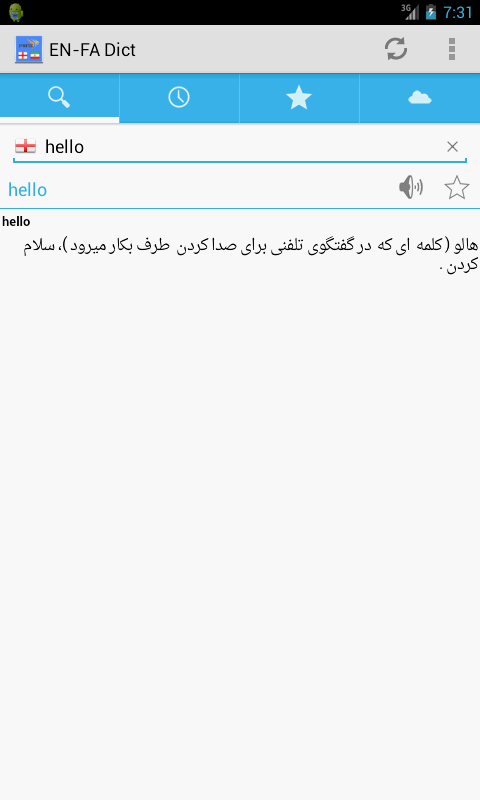 3G 7:31
EN-FA Dict
hello
hello
hello
هالو (کلمه ای که در گفتگوی تلفنی برای صدا کردن طرف بکار میرود)، سلام
کردن .